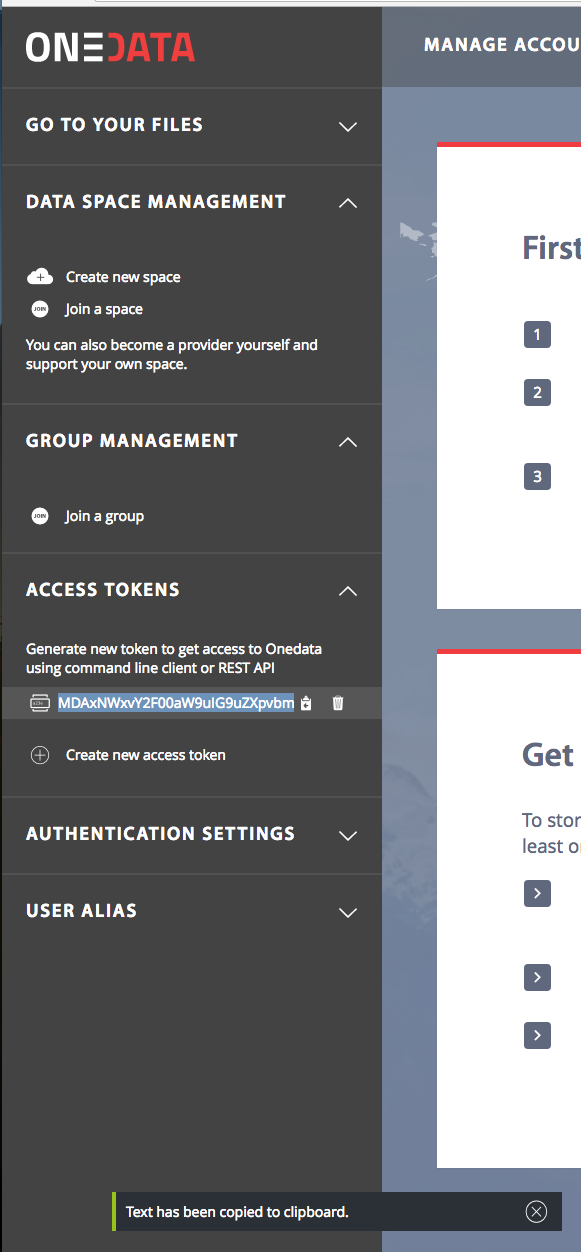 ONEDATA
MANAGE ACCOU
GO TO YOUR FILES
DATA SPACE MANAGEMENT
Create new space
JOIN Join a space
You can also become a provider yourself and
support your own space.
GROUP MANAGEMENT
JOIN Join a group
ACCESS TOKENS
Generate new token to get access to Onedata
using command line client or REST API
MDAxNWxvY2F00aW9uIG9uZXpvbm
Create new access token
AUTHENTICATION SETTINGS
USER ALIAS
First
1
2
3
Get
To stor
least o
Text has been copied to clipboard.